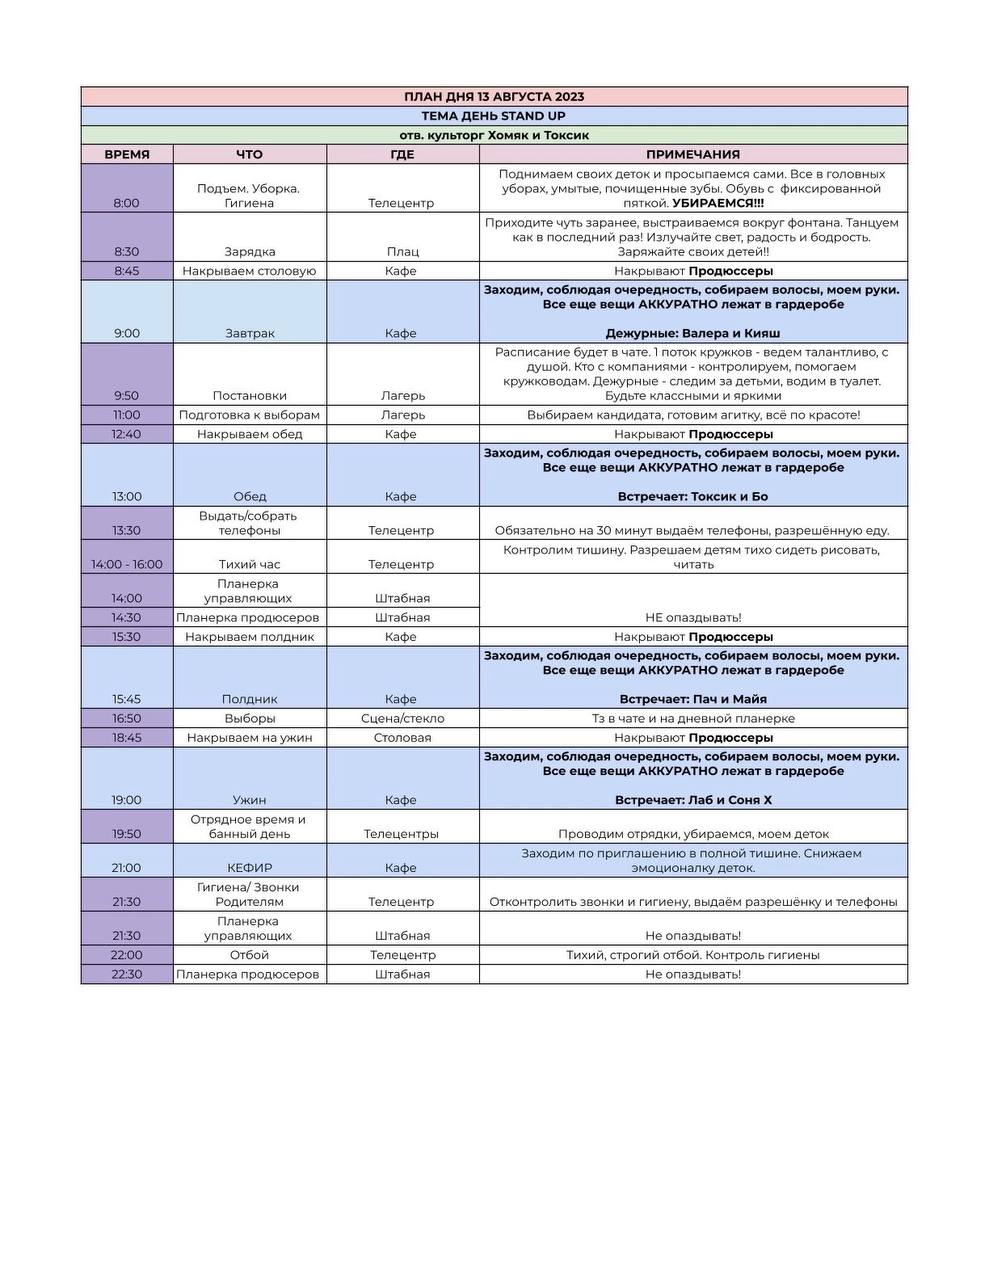 ПЛАН ДНЯ 13 АВГУСТА 2023
ТЕМА ДЕНЬ STAND UP
отв. культорг Хомяк и Токсик
ВРЕМЯ ЧТО ГДЕ ПРИМЕЧАНИЯ
Поднимаем своих деток и просыпаемся сами. Все в головных
Подъем. Уборка. уборах, умытые, почищенные зубы. Обувь с фиксированной
8:00 Гигиена Телецентр пяткой. УБИРАЕМСЯ!!!
Приходите чуть заранее, выстраиваемся вокруг фонтана. Танцуем
как в последний раз! Излучайте свет, радость и бодрость.
8:30 Зарядка Плац Заряжайте своих детей!!
8:45 Накрываем столовую Кафе Накрывают Продюссеры
Заходим, соблюдая очередность, собираем волосы, моем руки.
Все еще вещи АККУРАТНО лежат в гардеробе
9:00 Завтрак Кафе Дежурные: Валера и Кияш
Расписание будет в чате. 1 поток кружков - ведем талантливо, с
душой. Кто с компаниями - контролируем, помогаем
кружководам. Дежурные - следим за детьми, водим в туалет.
9:50 Постановки Лагерь Будьте классными и яркими
11:00 Подготовка к выборам Лагерь Выбираем кандидата, готовим агитку, всё по красоте!
12:40 Накрываем обед Кафе Накрывают Продюссеры
Заходим, соблюдая очередность, собираем волосы, моем руки.
Все еще вещи АККУРАТНО лежат в гардеробе
13:00 Обед Кафе Встречает: Токсик и Бо
Выдать/собрать
13:30 телефоны Телецентр Обязательно на 30 минут выдаём телефоны, разрешённую еду.
Контролим тишину. Разрешаем детям тихо сидеть рисовать,
14:00 - 16:00 Тихий час Телецентр читать
Планерка
14:00 управляющих Штабная
14:30 Планерка продюсеров Штабная НЕ опаздывать!
15:30 Накрываем полдник Кафе Накрывают Продюссеры
Заходим, соблюдая очередность, собираем волосы, моем руки.
Все еще вещи АККУРАТНО лежат в гардеробе
15:45 Полдник Кафе Встречает: Пач и Майя
16:50 Выборы Сцена/стекло Тз в чате и на дневной планерке
18:45 Накрываем на ужин Столовая Накрывают Продюссеры
Заходим, соблюдая очередность, собираем волосы, моем руки.
Все еще вещи АККУРАТНО лежат в гардеробе
19:00 Ужин Кафе Встречает: Лаб и Соня Х
Отрядное время и
19:50 банный день Телецентры Проводим отрядки, убираемся, моем деток
Заходим по приглашению в полной тишине. Снижаем
21:00 КЕФИР Кафе эмоционалку деток.
Гигиена/ Звонки
21:30 Родителям Телецентр Отконтролить звонки и гигиену, выдаём разрешёнку и телефоны
Планерка
21:30 управляющих Штабная Не опаздывать!
22:00 Отбой Телецентр Тихий, строгий отбой. Контроль гигиены
22:30 Планерка продюсеров Штабная Не опаздывать!